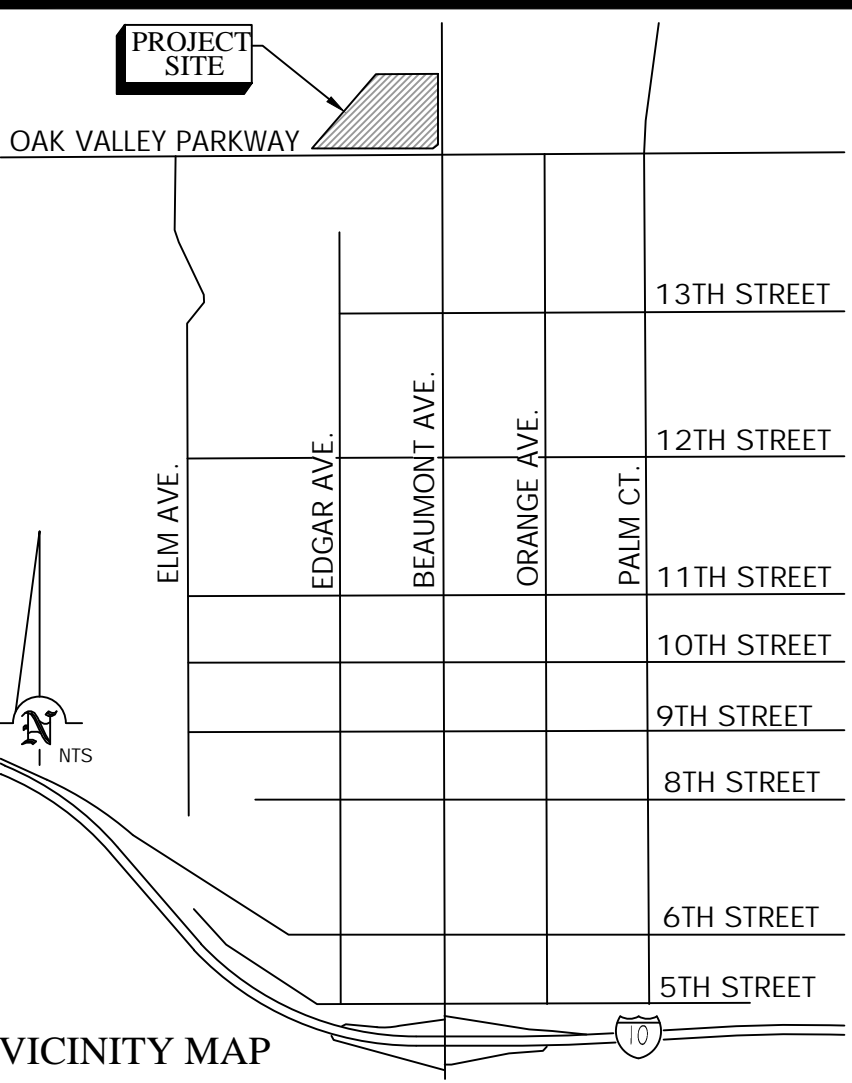 PROJECT
SITE
OAK VALLEY PARKWAY
13TH STREET
12TH STREET
ELM AVE.
EDGAR AVE.
BEAUMONT AVE.
ORANGE AVE.
PALM CT.
11TH STREET
10TH STREET
9TH STREET
N
NTS
8TH STREET
6TH STREET
5TH STREET
10
VICINITY MAP